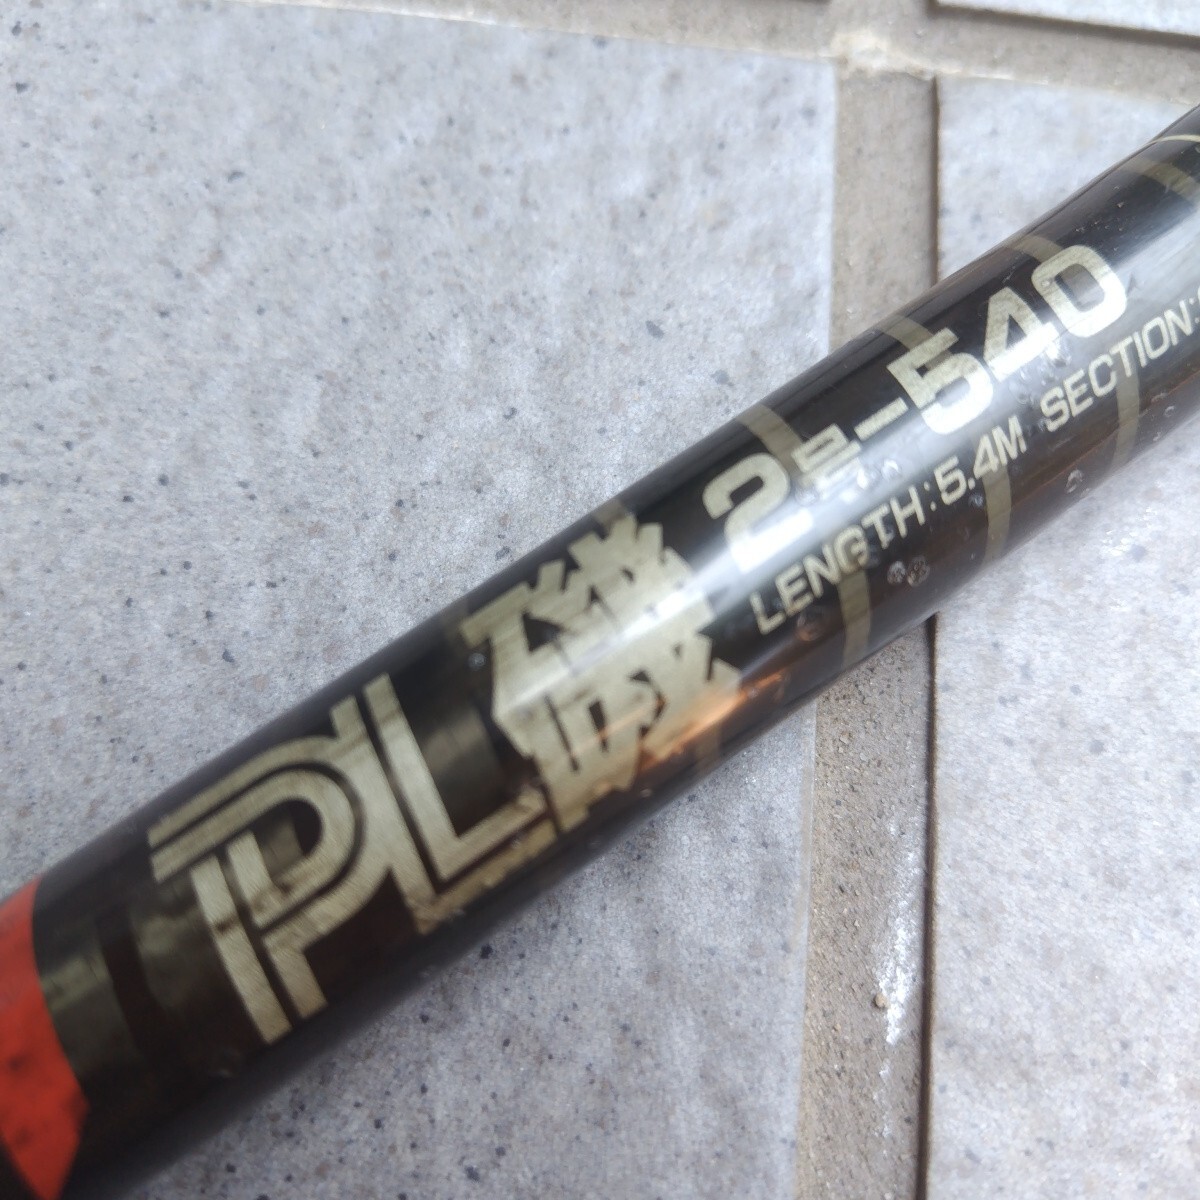 PL磯 2号-540
LENGTH:5.4M SECTION: